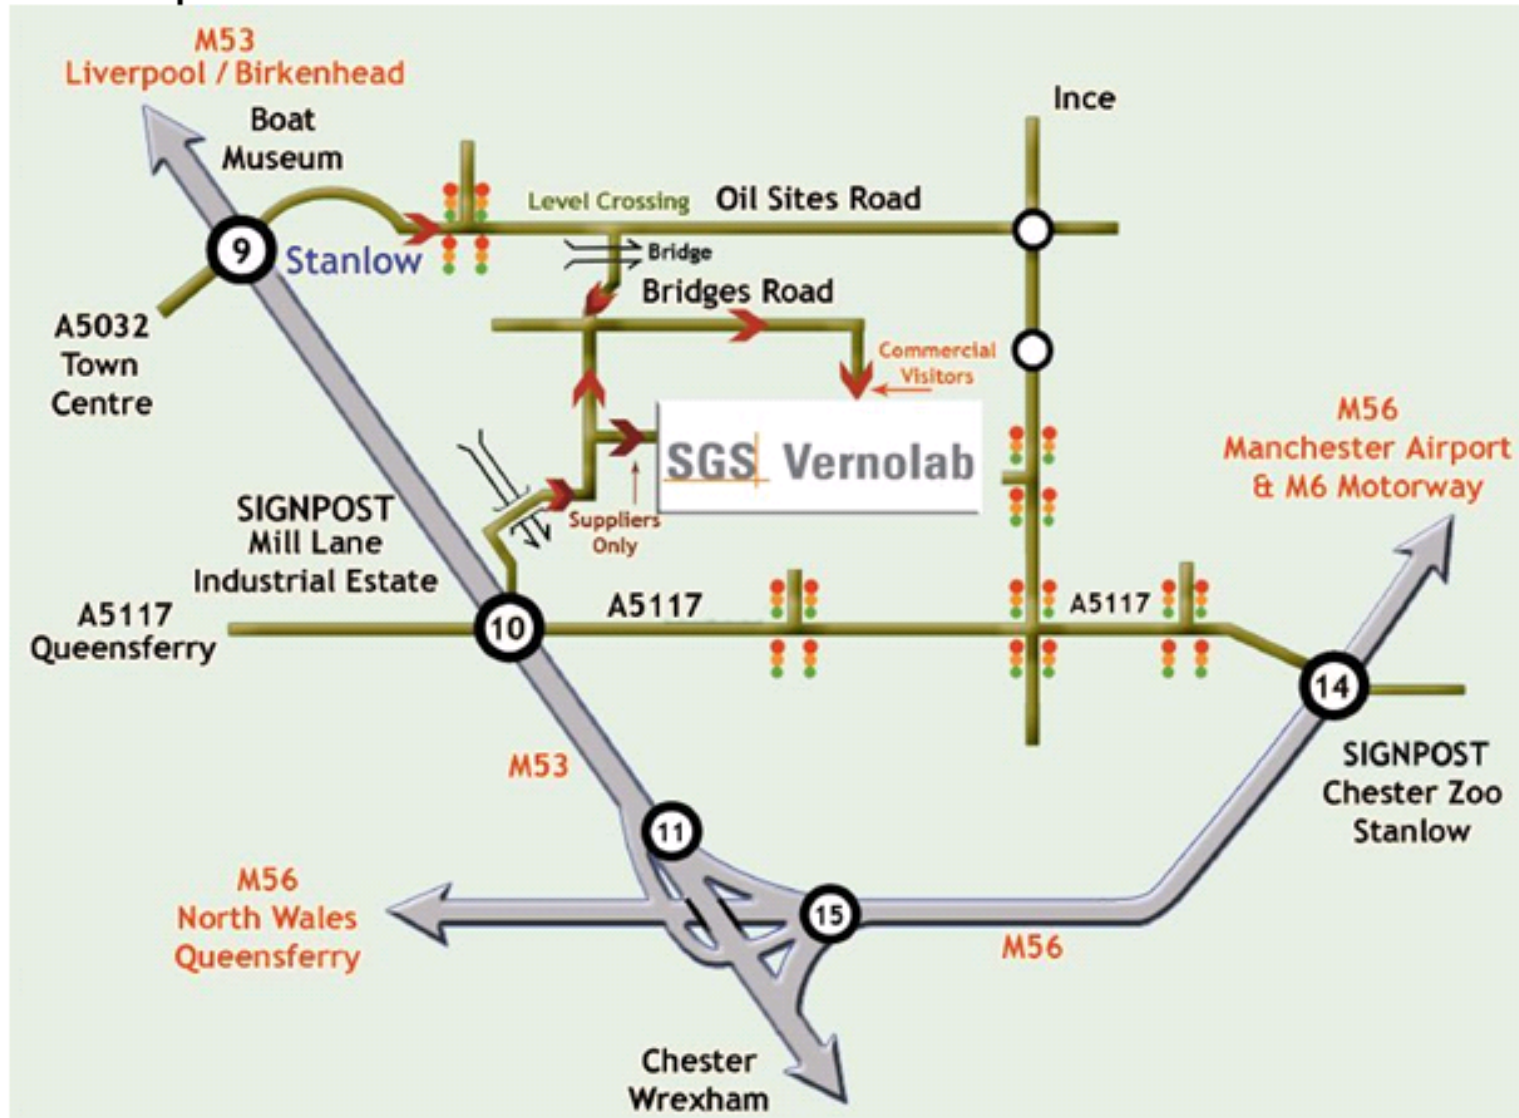 M53
Liverpool / Birkenhead
Boat
Museum
Ince
Level Crossing
Oil Sites Road
9
Stanlow
Bridge
Bridges Road
A5032
Town
Centre
Commercial
Visitors
SGS Vernolab
M56
Manchester Airport
& M6 Motorway
SIGNPOST
Mill Lane
Industrial Estate
Suppliers
Only
A5117
Queensferry
10
A5117
A5117
14
SIGNPOST
Chester Zoo
Stanlow
M53
11
M56
North Wales
Queensferry
15
M56
Chester
Wrexham